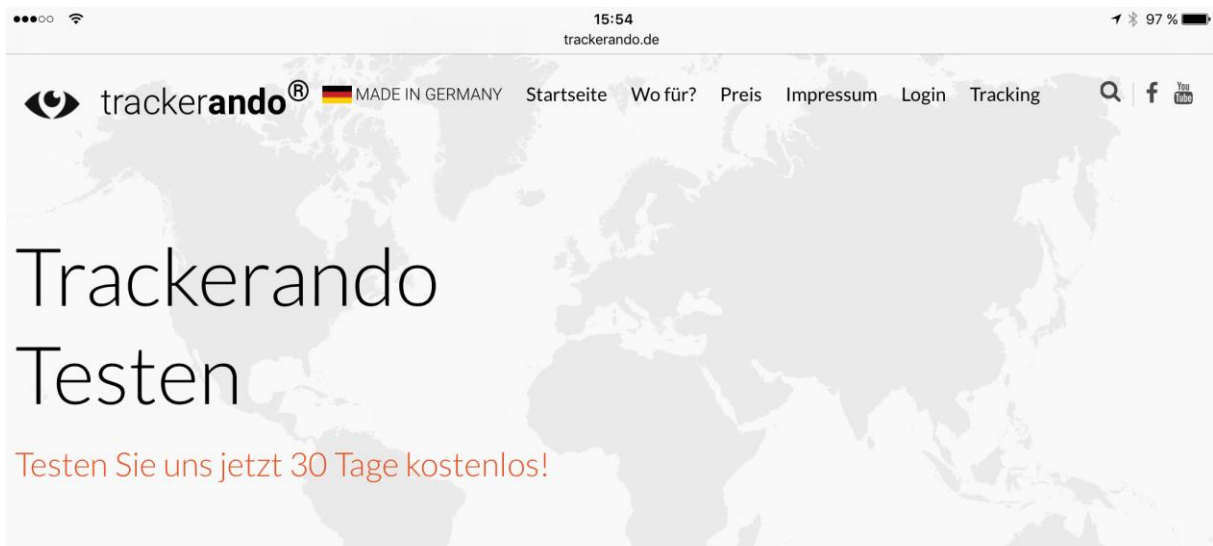 15:54
97 %
trackerando.de
trackerando® MADE IN GERMANY Startseite Wo für? Preis Impressum Login Tracking f You Tube
Trackerando
Testen
Testen Sie uns jetzt 30 Tage kostenlos!